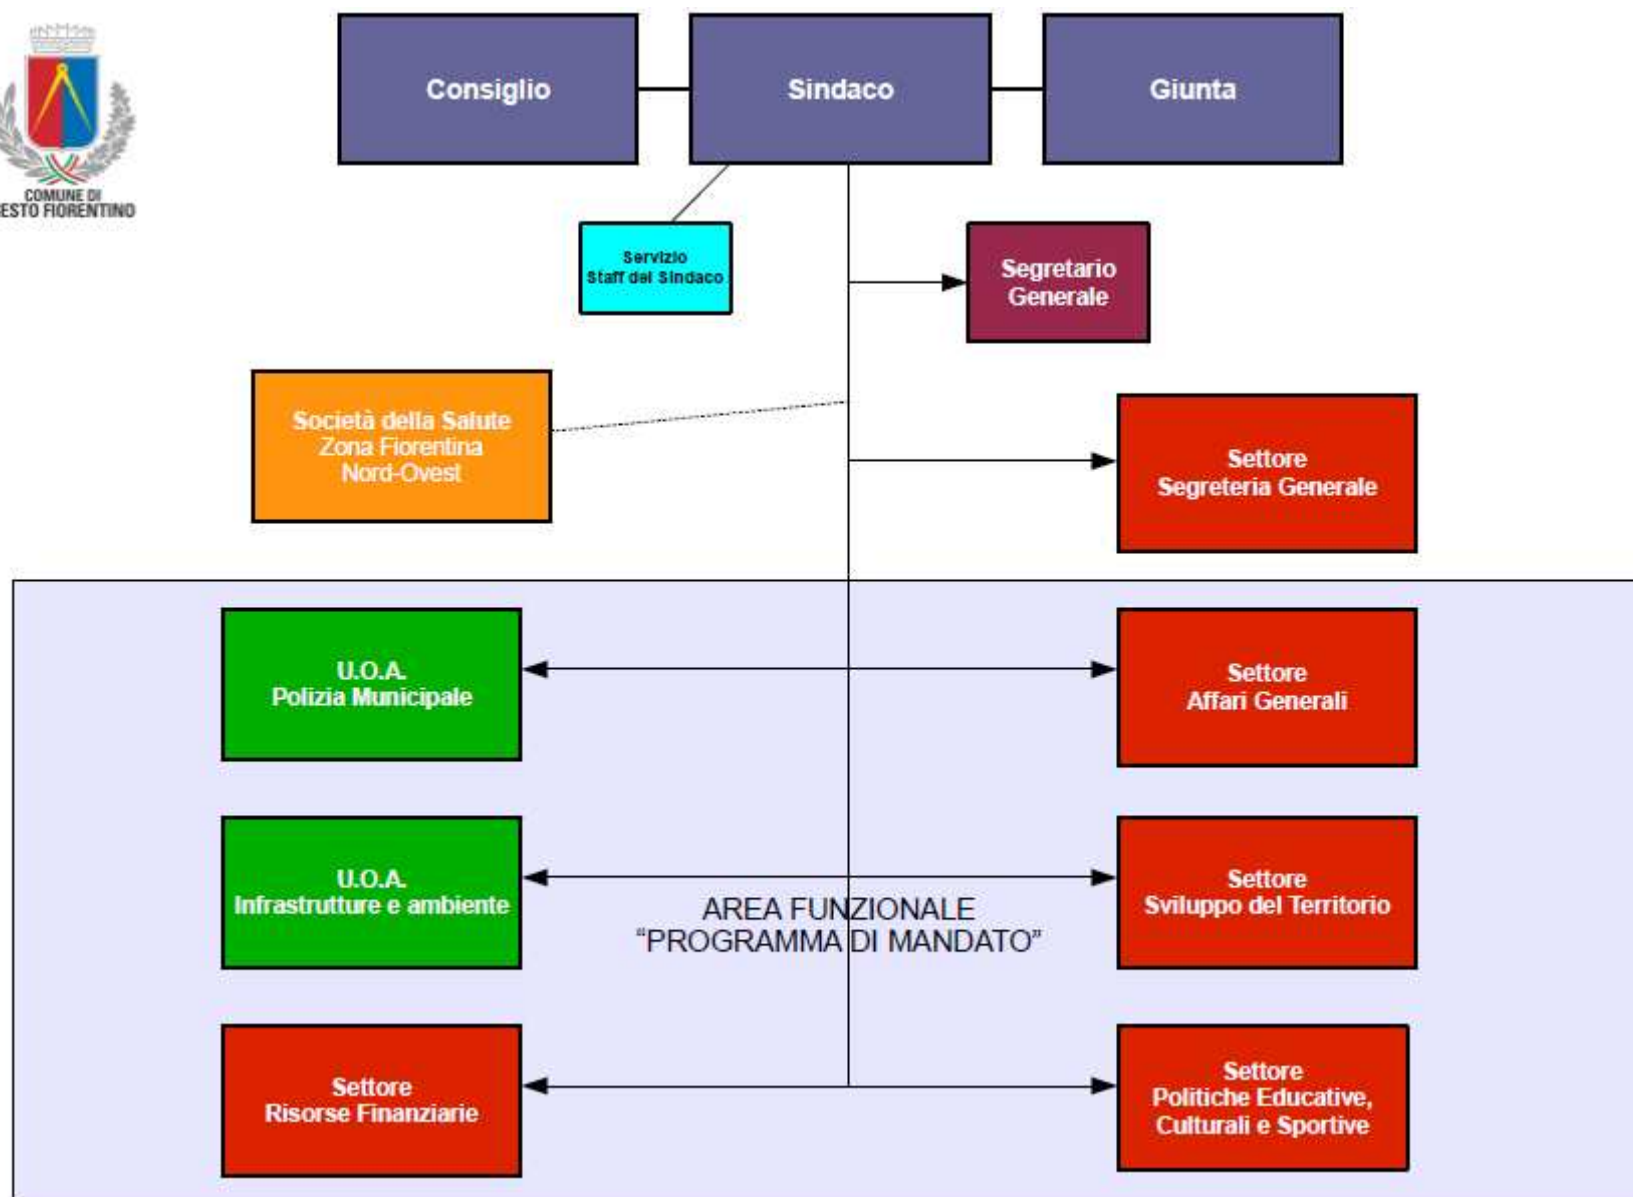 Consiglio
Sindaco
Giunta
COMUNE DI
ESTO FIORENTINO
Servizio
Staff del Sindaco
Segretario
Generale
Società della Salute
Zona Fiorentina
Nord-Ovest
Settore
Segreteria Generale
U.O.A.
Polizia Municipale
Settore
Affari Generali
U.O.A.
Infrastrutture e ambiente
Settore
Sviluppo del Territorio
AREA FUNZIONALE
“PROGRAMMA DI MANDATO”
Settore
Risorse Finanziarie
Settore
Politiche Educative,
Culturali e Sportive